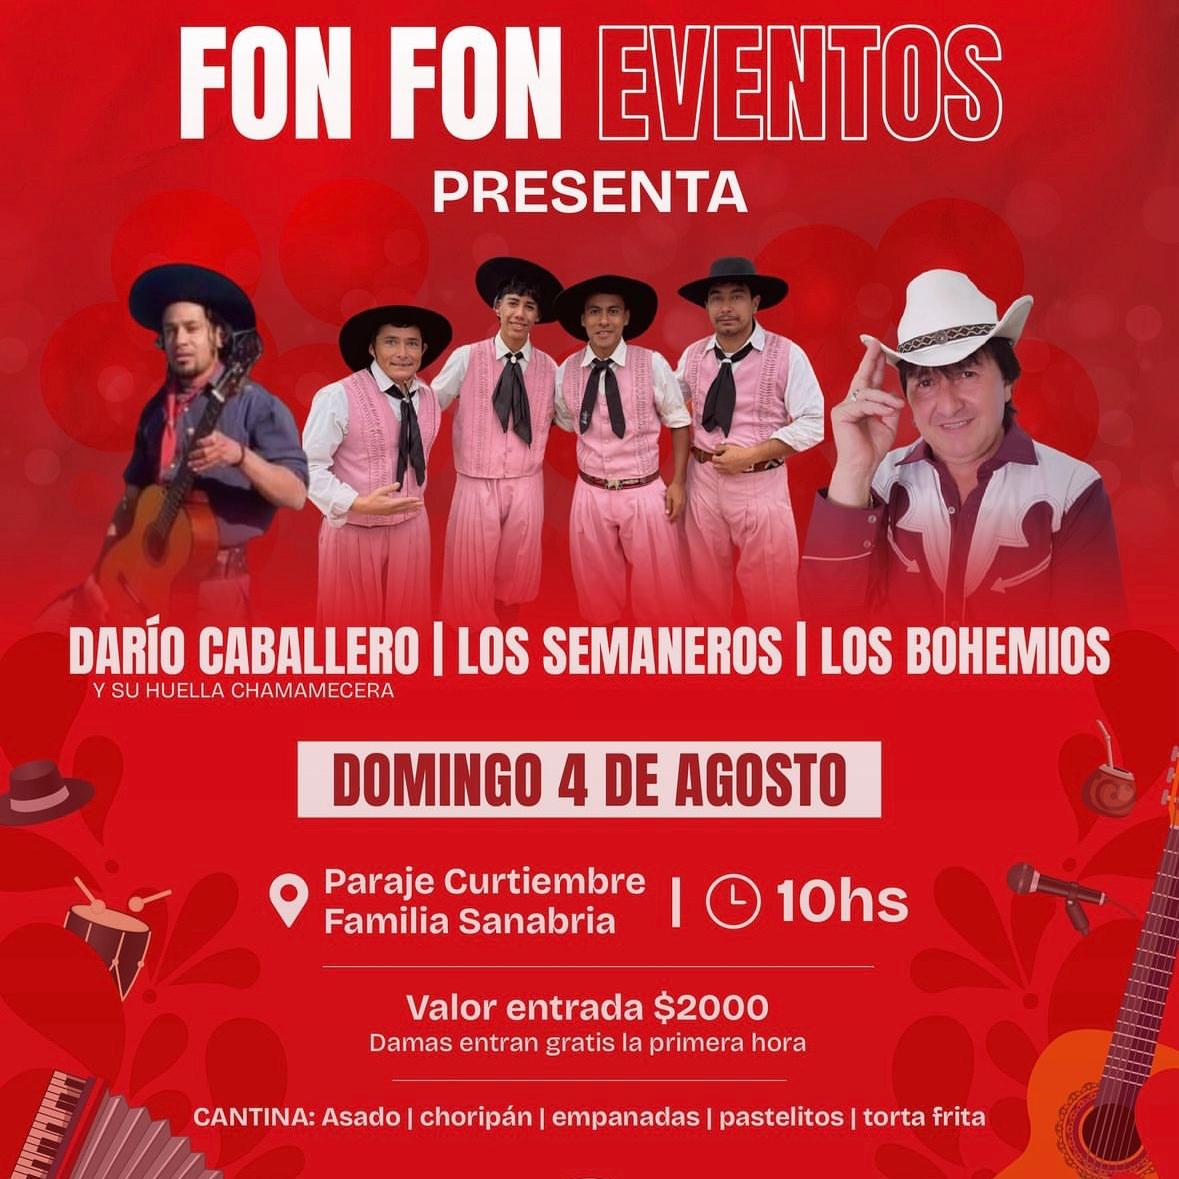 FON FON EVENTOS
PRESENTA
DARÍO CABALLERO | LOS SEMANEROS | LOS BOHEMIOS
Y SU HUELLA CHAMAMECERA
DOMINGO 4 DE AGOSTO
Paraje Curtiembre
Familia Sanabria | 10hs
Valor entrada $2000
Damas entran gratis la primera hora
CANTINA: Asado | choripán | empanadas | pastelitos | torta frita